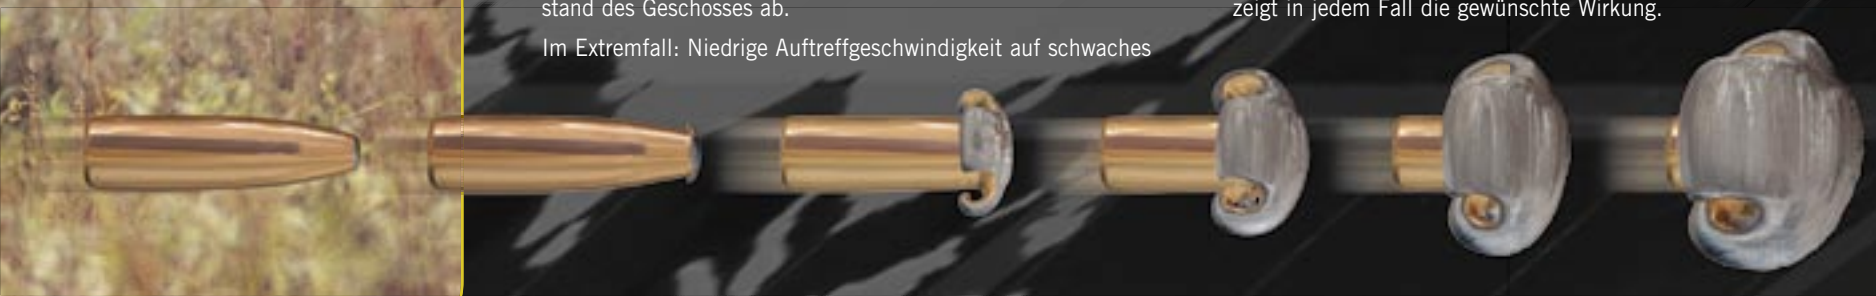 stand des Geschosses ab.
Im Extremfall: Niedrige Auftreffgeschwindigkeit auf schwaches
zeigt in jedem Fall die gewünschte Wirkung.